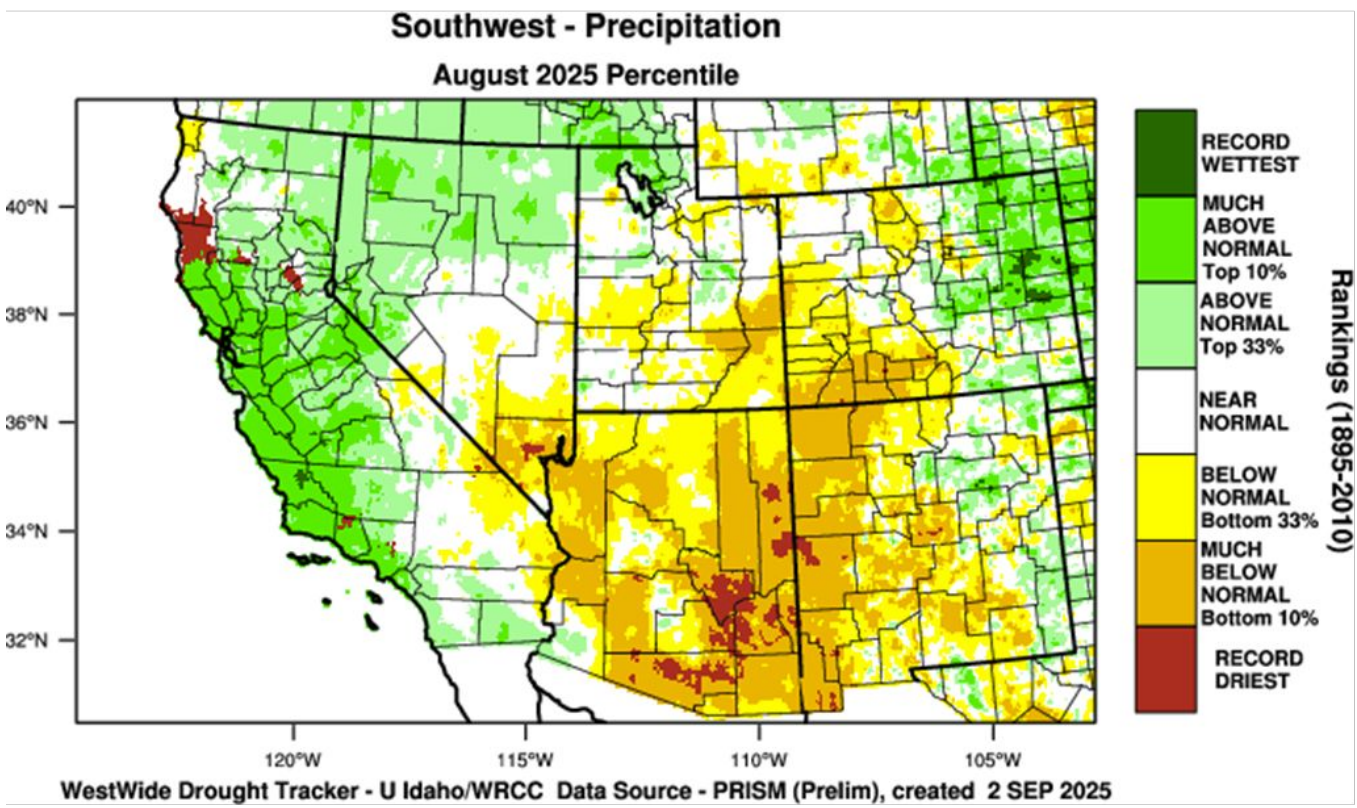 Southwest - Precipitation
August 2025 Percentile
40°N
38°N
36°N
34°N
32°N
120°W
115°W
110°W
105°W
RECORD
WETTEST
MUCH
ABOVE
NORMAL
Top 10%
ABOVE
NORMAL
Top 33%
NEAR
NORMAL
BELOW
NORMAL
Bottom 33%
MUCH
BELOW
NORMAL
Bottom 10%
RECORD
DRIEST
Rankings (1895-2010)
WestWide Drought Tracker - U Idaho/WRCC Data Source - PRISM (Prelim), created 2 SEP 2025